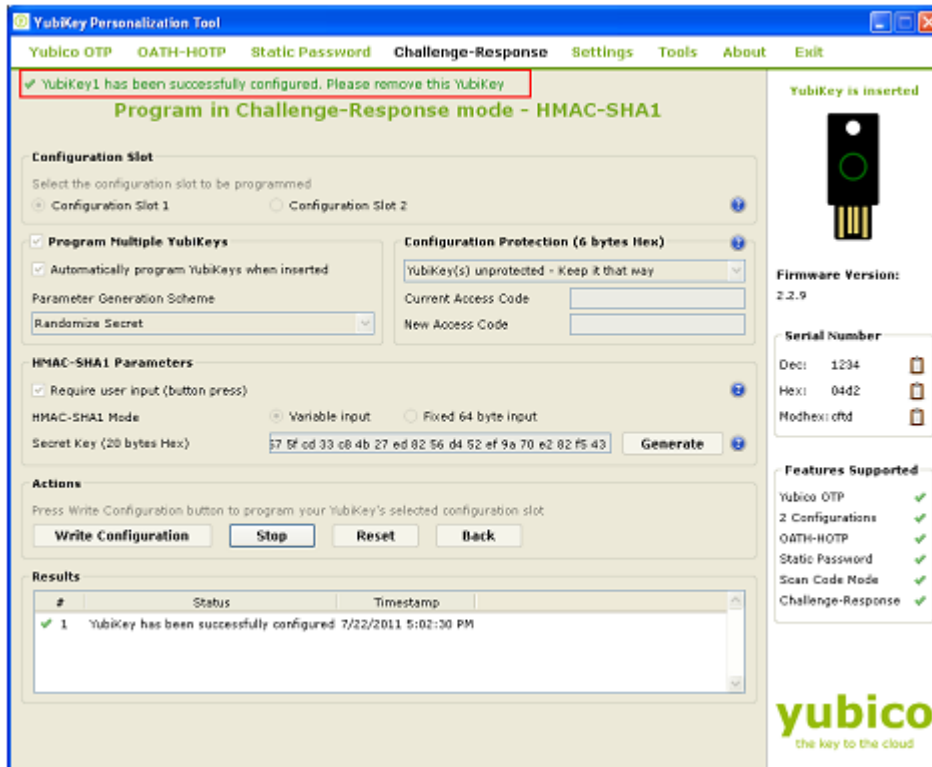 YubiKey Personalization Tool
Yubico OTP OATH-HOTP Static Password Challenge-Response Settings Tools About Exit
YubiKey1 has been successfully configured. Please remove this YubiKey
Program in Challenge-Response mode - HMAC-SHA1
Configuration Slot
Select the configuration slot to be programmed
Configuration Slot 1 Configuration Slot 2
Program Multiple YubiKeys
Automatically program YubiKeys when inserted
Parameter Generation Scheme
Randomize Secret
Configuration Protection (6 bytes Hex)
YubiKey(s) unprotected - Keep it that way
Current Access Code
New Access Code
HMAC-SHA1 Parameters
Require user input (button press)
HMAC-SHA1 Mode Variable input Fixed 64 byte input
Secret Key (20 bytes Hex) 57 5f cd 33 c8 4b 27 ed 82 56 d4 52 ef 9a 70 e2 82 f5 43 Generate
Actions
Press Write Configuration button to program your YubiKey's selected configuration slot
Write Configuration Stop Reset Back
Results
# Status Timestamp
1 YubiKey has been successfully configured 7/22/2011 5:02:30 PM
YubiKey is inserted
Firmware Version:
2.2.9
Serial Number
Dec: 1234
Hex: 04d2
Modhex: cftd
Features Supported
Yubico OTP
2 Configurations
OATH-HOTP
Static Password
Scan Code Mode
Challenge-Response
yubico
the key to the cloud